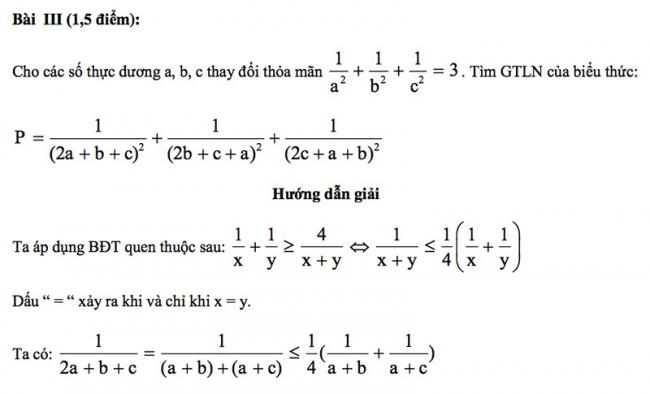 Bài III (1,5 điểm):
Cho các số thực dương a, b, c thay đổi thỏa mãn 1/a² + 1/b² + 1/c² = 3. Tìm GTLN của biểu thức:
P = 1/(2a + b + c)² + 1/(2b + c + a)² + 1/(2c + a + b)²
Hướng dẫn giải
Ta áp dụng BĐT quen thuộc sau: 1/x + 1/y ≥ 4/(x + y) ⇔ 1/(x + y) ≤ 1/4(1/x + 1/y)
Dấu “ = “ xảy ra khi và chỉ khi x = y.
Ta có: 1/(2a + b + c) = 1/((a + b) + (a + c)) ≤ 1/4(1/(a + b) + 1/(a + c))